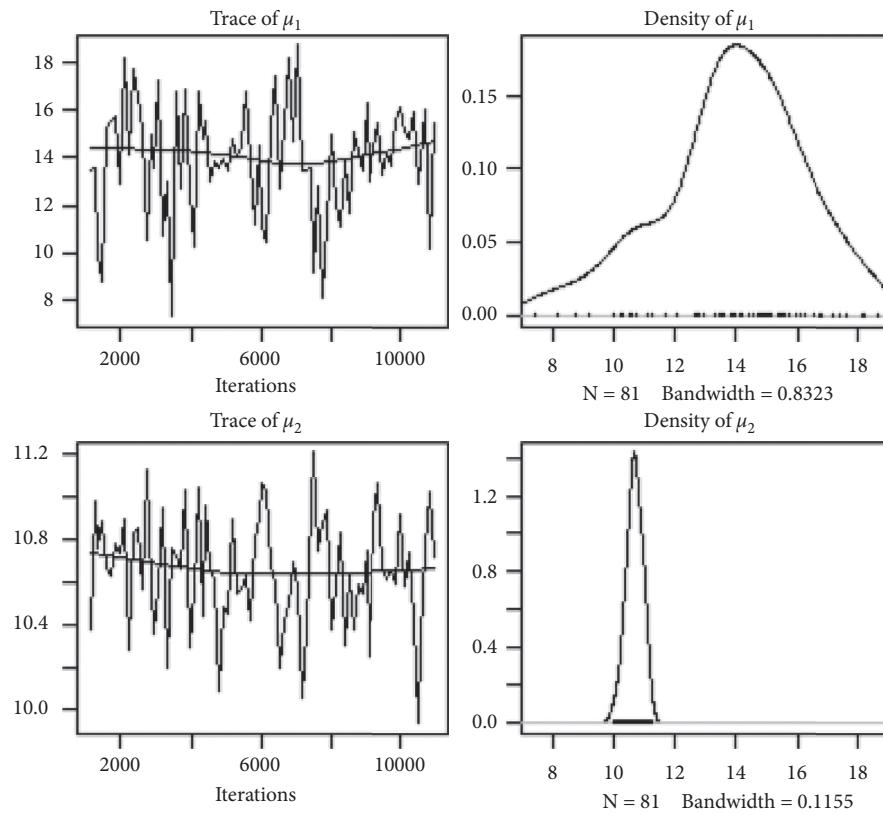 Trace of μ1
18
16
14
12
10
8
2000 6000 10000
Iterations
Density of μ1
0.15
0.10
0.05
0.00
8 10 12 14 16 18
N = 81 Bandwidth = 0.8323
Trace of μ2
11.2
10.8
10.4
10.0
2000 6000 10000
Iterations
Density of μ2
1.2
0.8
0.4
0.0
8 10 12 14 16 18
N = 81 Bandwidth = 0.1155